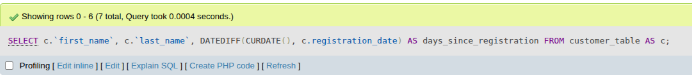 Showing rows 0 - 6 (7 total, Query took 0.0004 seconds.)
SELECT c.`first_name`, c.`last_name`, DATEDIFF(CURDATE(), c.registration_date) AS days_since_registration FROM customer_table AS c;
Profiling [ Edit inline ] [ Edit ] [ Explain SQL ] [ Create PHP code ] [ Refresh ]